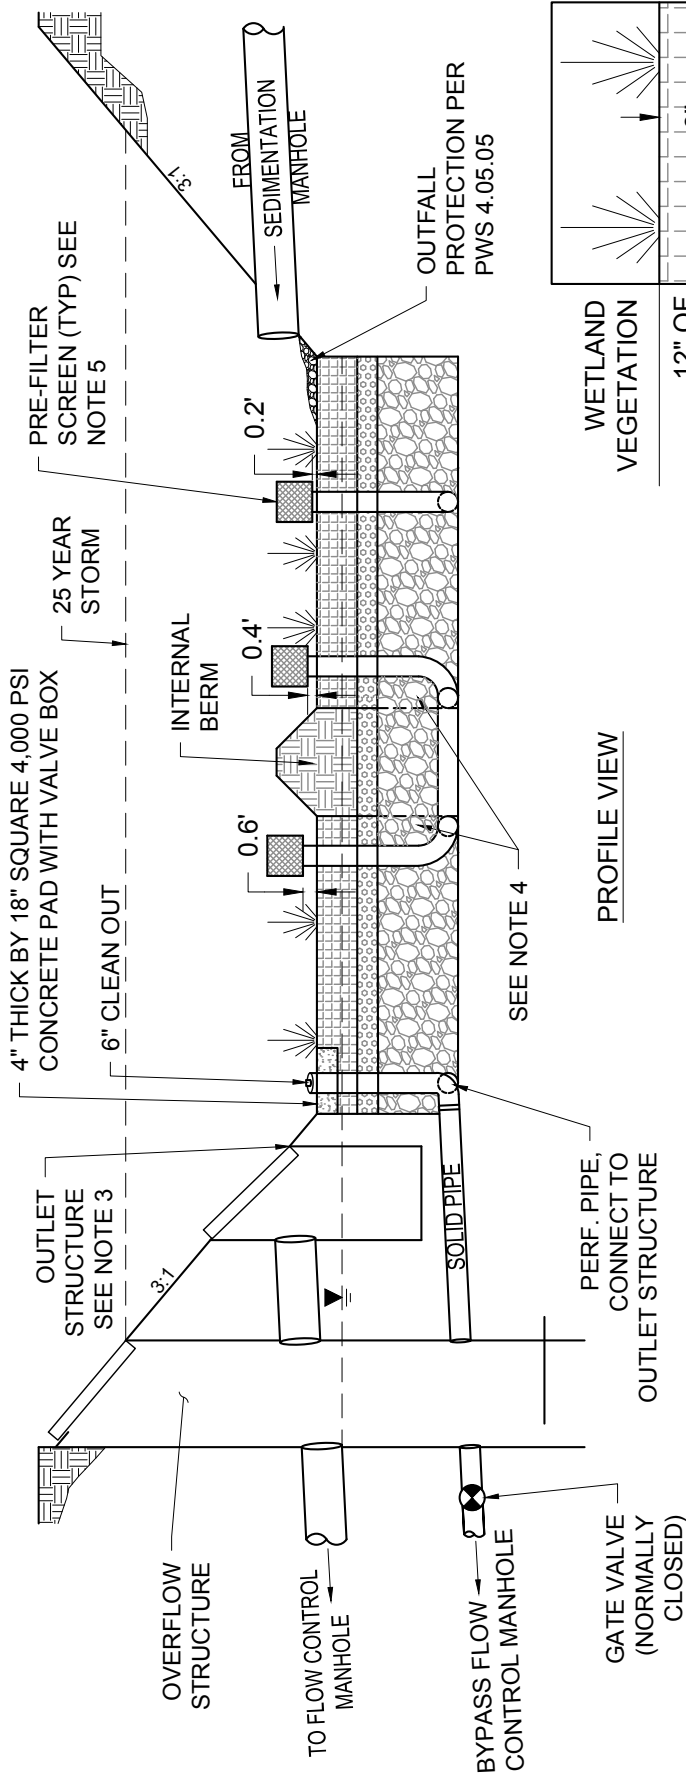 4" THICK BY 18" SQUARE 4,000 PSI
CONCRETE PAD WITH VALVE BOX
6" CLEAN OUT
25 YEAR
STORM
PRE-FILTER
SCREEN (TYP) SEE
NOTE 5
OUTLET
STRUCTURE
SEE NOTE 3
3:1
3:1
INTERNAL
BERM
0.6'
0.4'
0.2'
FROM
SEDIMENTATION
MANHOLE
OUTFALL
PROTECTION PER
PWS 4.05.05
OVERFLOW
STRUCTURE
TO FLOW CONTROL
MANHOLE
BYPASS FLOW
CONTROL MANHOLE
GATE VALVE
(NORMALLY
CLOSED)
SOLID PIPE
PERF. PIPE,
CONNECT TO
OUTLET STRUCTURE
SEE NOTE 4
PROFILE VIEW
WETLAND
VEGETATION
12" OF